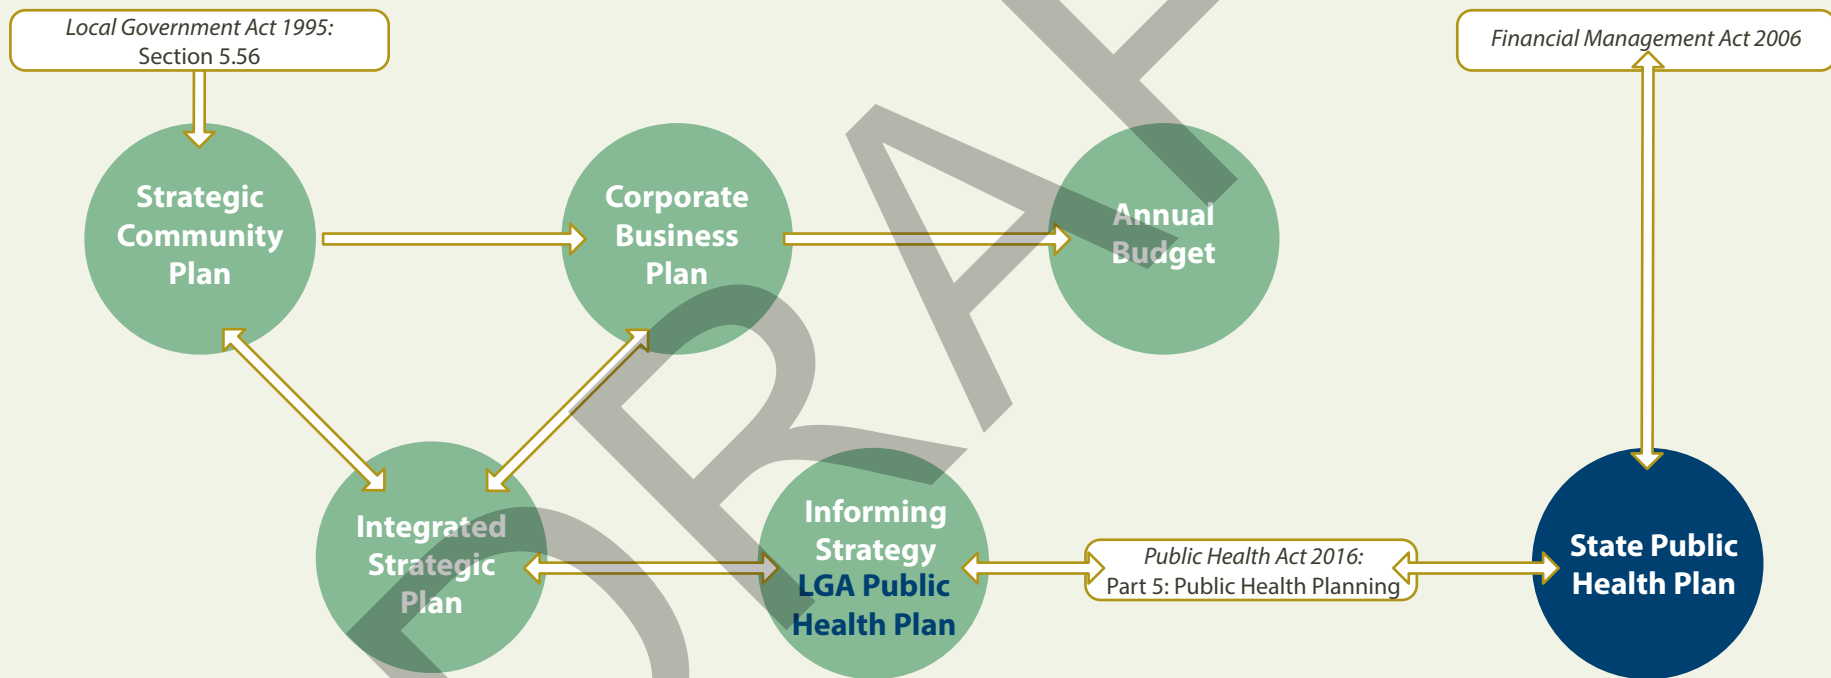 Local Government Act 1995:
Section 5.56
Financial Management Act 2006
Strategic
Community
Plan
Corporate
Business
Plan
Annual
Budget
Integrated
Strategic
Plan
Informing
Strategy
LGA Public
Health Plan
Public Health Act 2016:
Part 5: Public Health Planning
State Public
Health Plan
DRAF